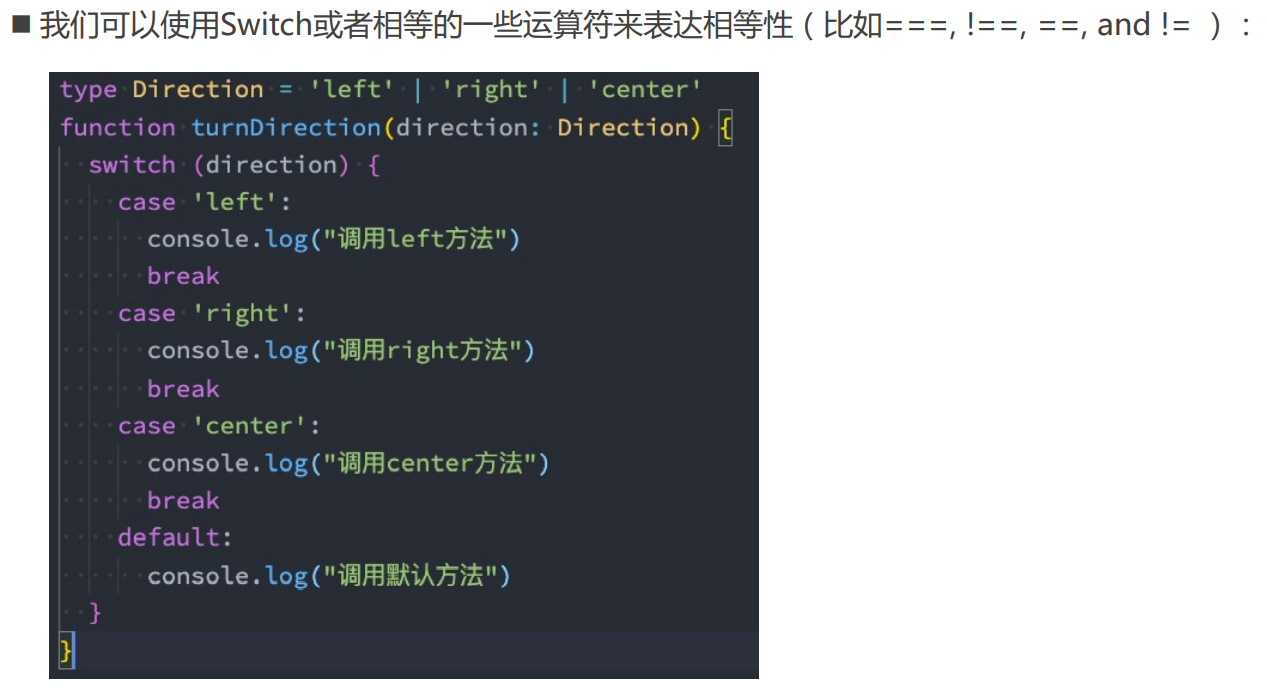 ■ 我们可以使用Switch或者相等的一些运算符来表达相等性（比如===, !==, ==, and != ）：
type Direction = 'left' | 'right' | 'center'
function turnDirection(direction: Direction) {
  switch (direction) {
    case 'left':
      console.log("调用left方法")
      break
    case 'right':
      console.log("调用right方法")
      break
    case 'center':
      console.log("调用center方法")
      break
    default:
      console.log("调用默认方法")
  }
}